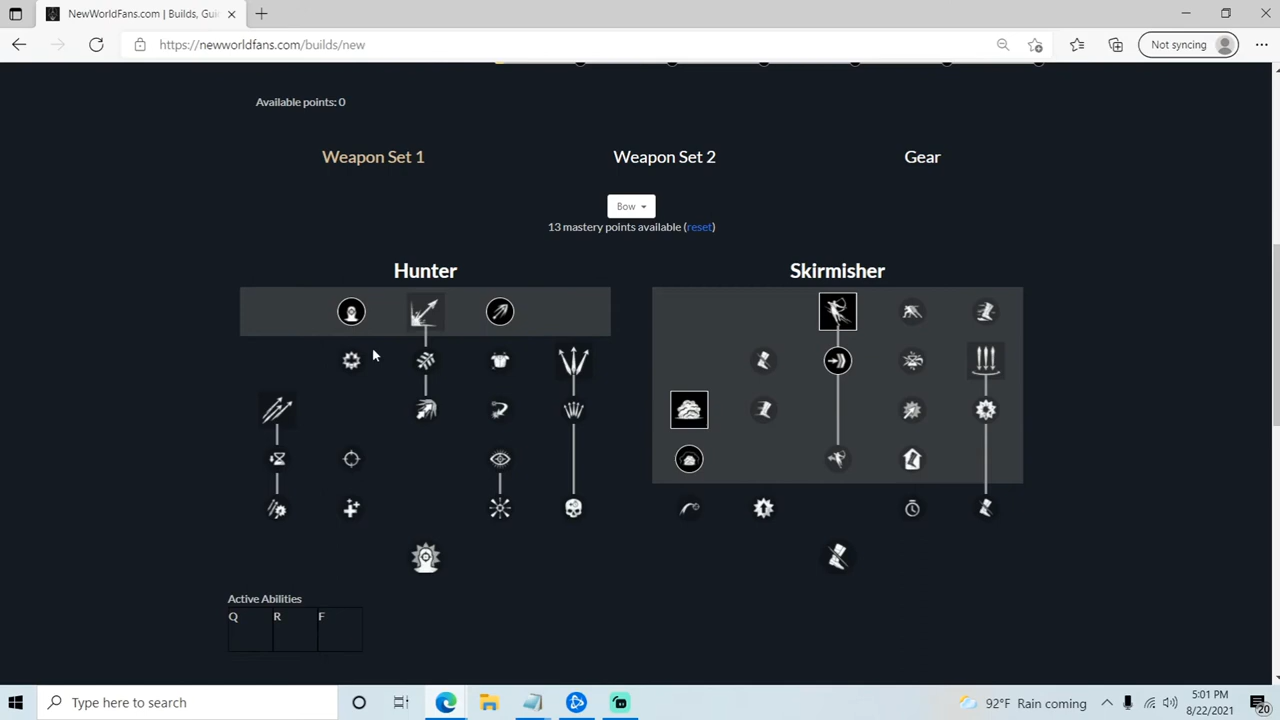 NewWorldFans.com | Builds, Gui
https://newworldfans.com/builds/new
Not syncing
Available points: 0
Weapon Set 1
Weapon Set 2
Gear
Bow
13 mastery points available (reset)
Hunter
Skirmisher
Active Abilities
Q
R
F
Type here to search
92°F Raining coming
5:01 PM
8/22/2021
20